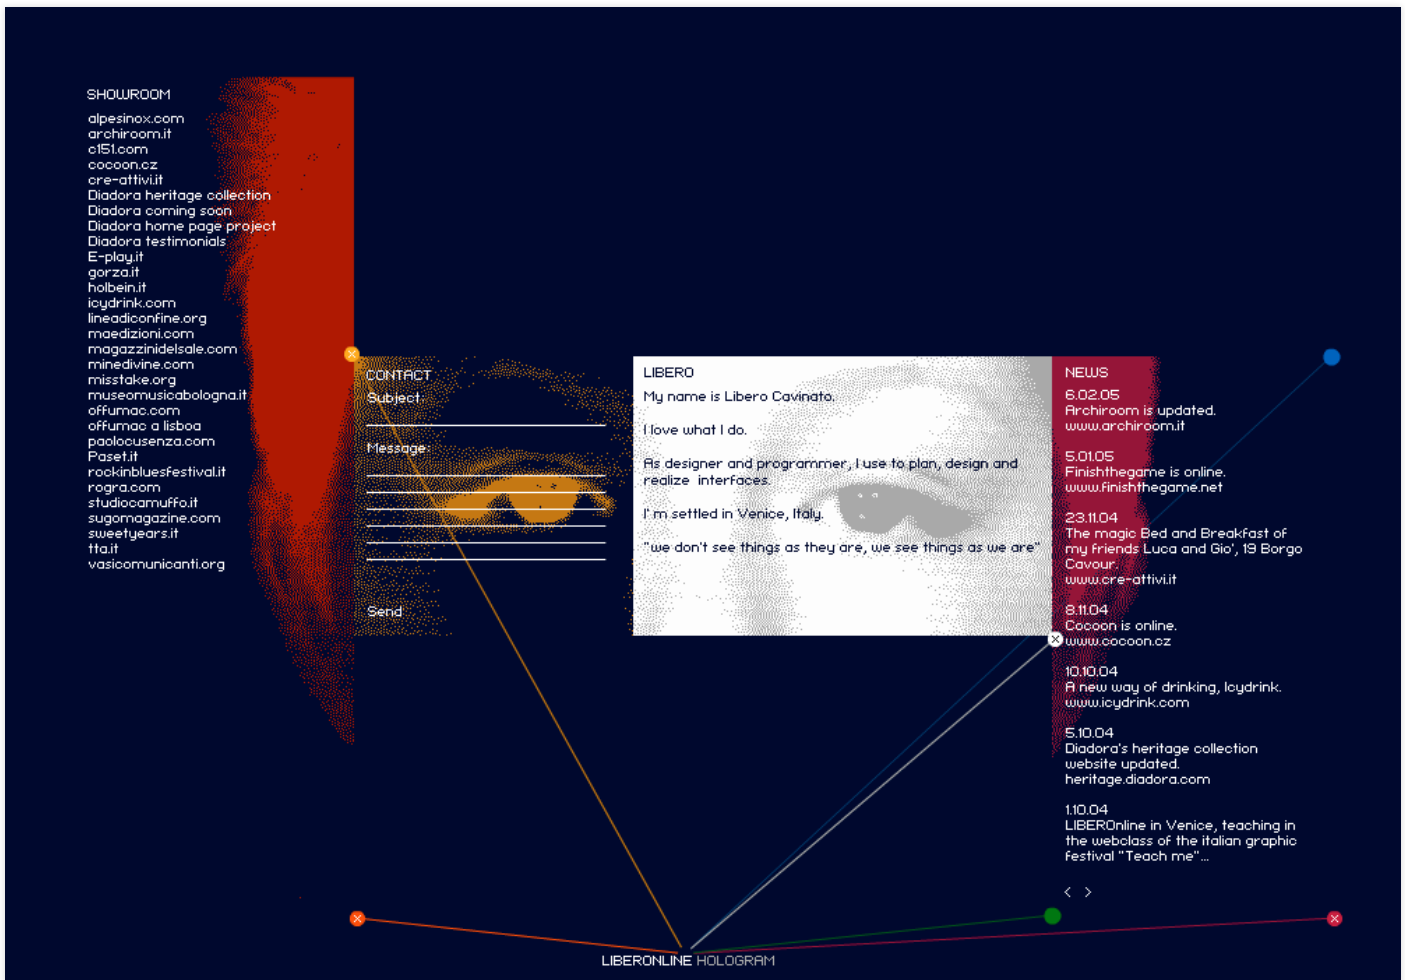 SHOWROOM
alpesinox.com
archiroom.it
c151.com
cocoon.cz
cre-attivi.it
Diadora heritage collection
Diadora coming soon
Diadora home page project
Diadora testimonials
E-play.it
gorza.it
holbein.it
icydrink.com
lineadiconfine.org
maedizioni.com
magazzinidelsale.com
minedivine.com
misstake.org
museomusicabologna.it
offumac.com
offumac a lisboa
paolocusenza.com
Paset.it
rockinbluesfestival.it
rogra.com
studiocamuffo.it
sugomagazine.com
sweetyears.it
tta.it
vasicomunicanti.org
CONTACT
Subject:
Message:
Send
LIBERO
My name is Libero Cavinato.
I love what I do.
As designer and programmer, I use to plan, design and
realize interfaces.
I' m settled in Venice, Italy.
"we don't see things as they are, we see things as we are"
NEWS
6.02.05
Archiroom is updated.
www.archiroom.it
5.01.05
Finishthegame is online.
www.finishthegame.net
23.11.04
The magic Bed and Breakfast of
my friends Luca and Gio', 19 Borgo
Cavour.
www.cre-attivi.it
8.11.04
Cocoon is online.
www.cocoon.cz
10.10.04
A new way of drinking, Icydrink.
www.icydrink.com
5.10.04
Diadora's heritage collection
website updated.
heritage.diadora.com
1.10.04
LIBEROnline in Venice, teaching in
the webclass of the italian graphic
festival "Teach me"...
< >
LIBERONLINE HOLOGRAM